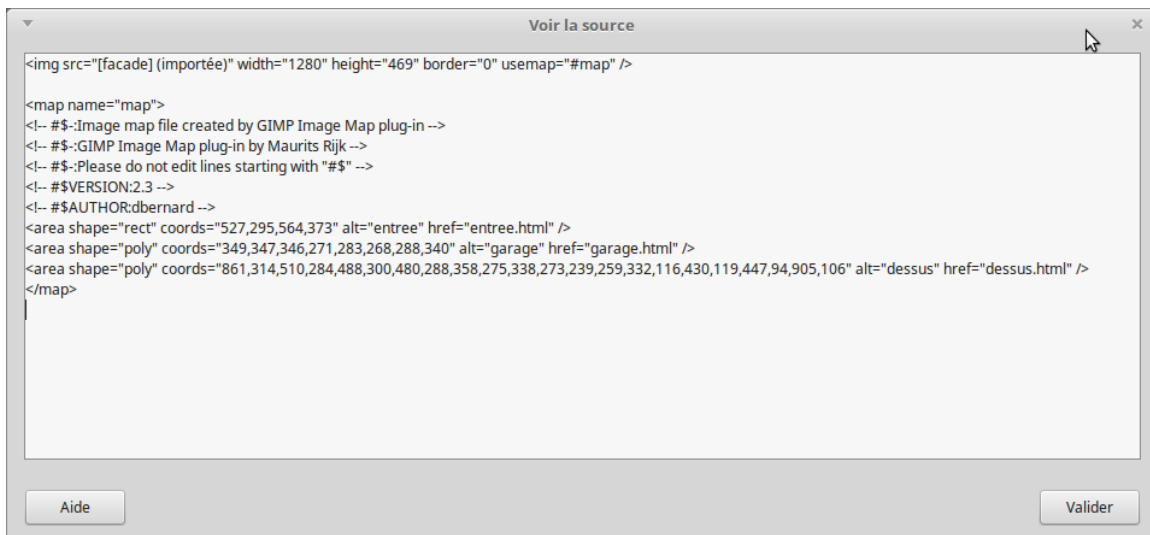 Voir la source
<img src="[facade] (importée)" width="1280" height="469" border="0" usemap="#map" />
<map name="map">
<!-- #$-:Image map file created by GIMP Image Map plug-in -->
<!-- #$-:GIMP Image Map plug-in by Maurits Rijk -->
<!-- #$-:Please do not edit lines starting with "#$" -->
<!-- #$VERSION:2.3 -->
<!-- #$AUTHOR:dbernard -->
<area shape="rect" coords="527,295,564,373" alt="entree" href="entree.html" />
<area shape="poly" coords="349,347,346,271,283,268,288,340" alt="garage" href="garage.html" />
<area shape="poly" coords="861,314,510,284,488,300,480,288,358,275,338,273,239,259,332,116,430,119,447,94,905,106" alt="dessus" href="dessus.html" />
</map>
Aide
Valider